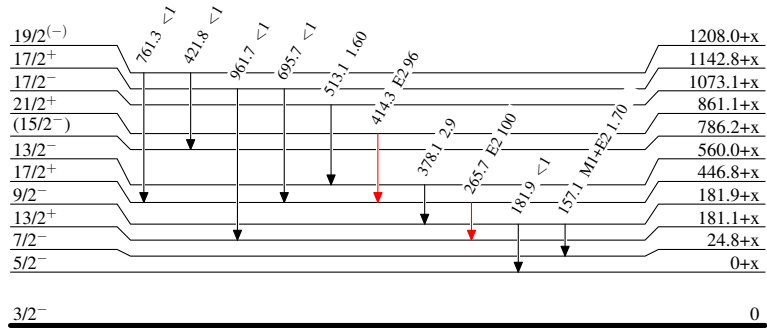 761.3 <1
421.8 <1
961.7 <1
695.7 <1
513.1 1.60
414.3 E2 96
378.1 2.9
265.7 E2 100
181.9 <1
157.1 M1+E2 1.70
19/2(−) 1208.0+x
17/2+ 1142.8+x
17/2− 1073.1+x
21/2+ 861.1+x
(15/2−) 786.2+x
13/2− 560.0+x
17/2+ 446.8+x
9/2− 181.9+x
13/2+ 181.1+x
7/2− 24.8+x
5/2− 0+x
3/2− 0